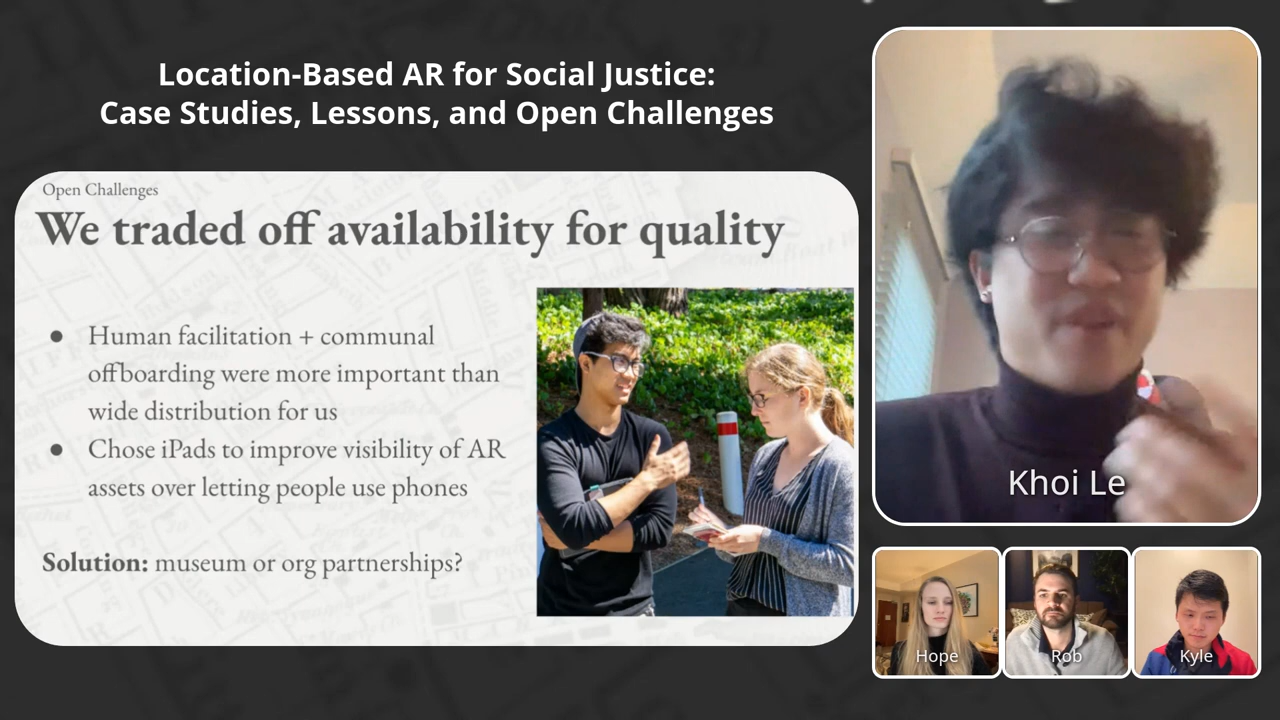 Location-Based AR for Social Justice:
Case Studies, Lessons, and Open Challenges
Open Challenges
We traded off availability for quality
● Human facilitation + communal
offboarding were more important than
wide distribution for us
● Chose iPads to improve visibility of AR
assets over letting people use phones
Solution: museum or org partnerships?
Khoi Le
Hope
Rob
Kyle